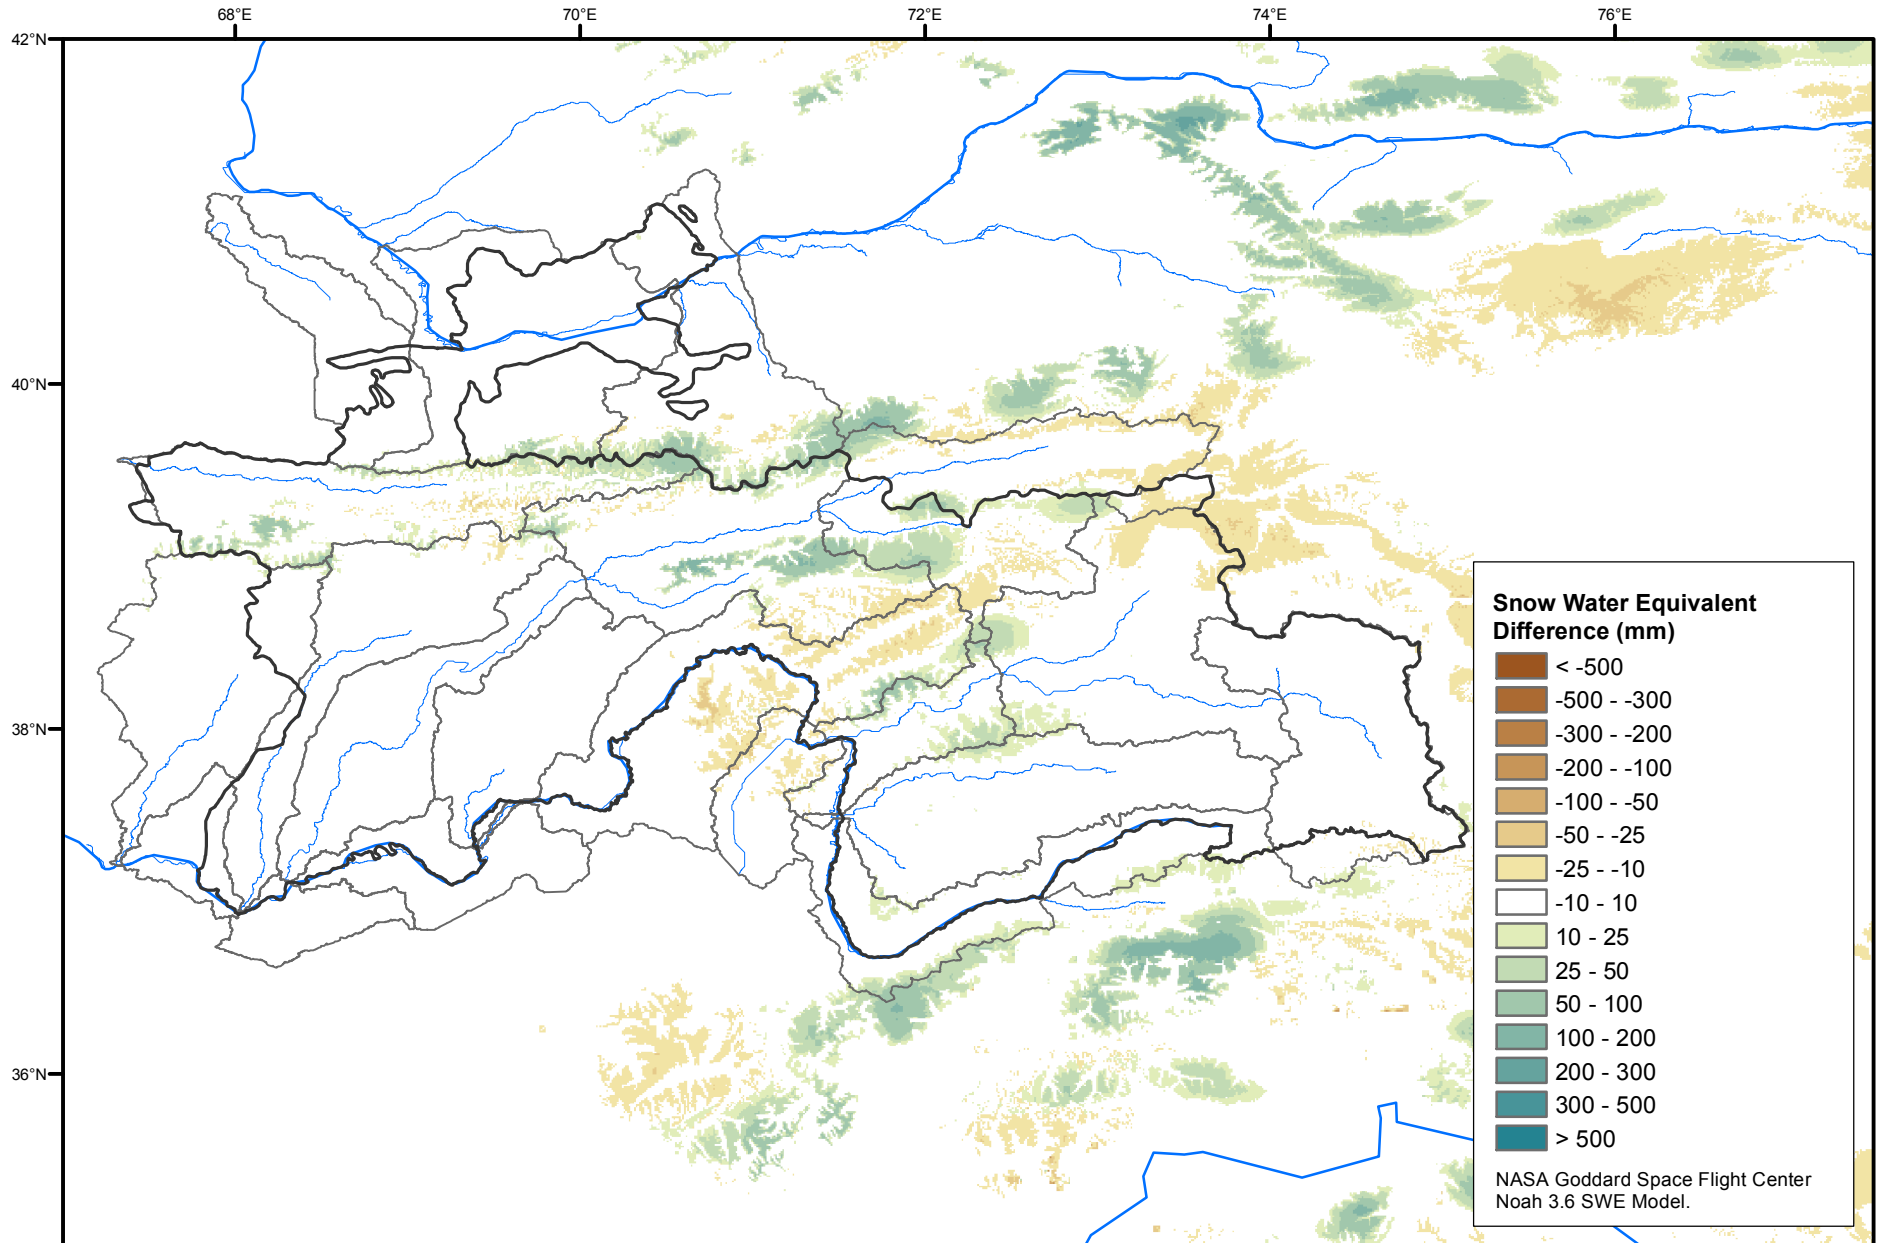 68°E 70°E 72°E 74°E 76°E
42°N
40°N
38°N
36°N
Snow Water Equivalent
Difference (mm)
< -500
-500 - -300
-300 - -200
-200 - -100
-100 - -50
-50 - -25
-25 - -10
-10 - 10
10 - 25
25 - 50
50 - 100
100 - 200
200 - 300
300 - 500
> 500
NASA Goddard Space Flight Center
Noah 3.6 SWE Model.